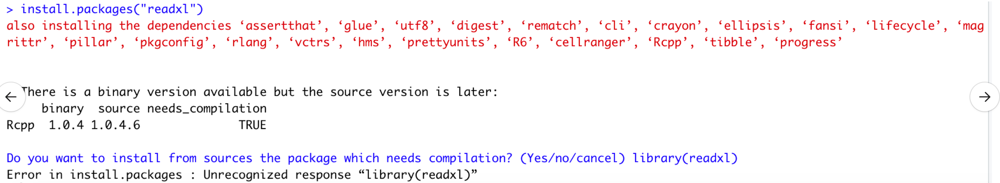 > install.packages("readxl")
also installing the dependencies ‘assertthat’, ‘glue’, ‘utf8’, ‘digest’, ‘rematch’, ‘cli’, ‘crayon’, ‘ellipsis’, ‘fansi’, ‘lifecycle’, ‘mag
rittr’, ‘pillar’, ‘pkgconfig’, ‘rlang’, ‘vctrs’, ‘hms’, ‘prettyunits’, ‘R6’, ‘cellranger’, ‘Rcpp’, ‘tibble’, ‘progress’
There is a binary version available but the source version is later:
binary source needs_compilation
Rcpp 1.0.4 1.0.4.6 TRUE
Do you want to install from sources the package which needs compilation? (Yes/no/cancel) library(readxl)
Error in install.packages : Unrecognized response “library(readxl)”